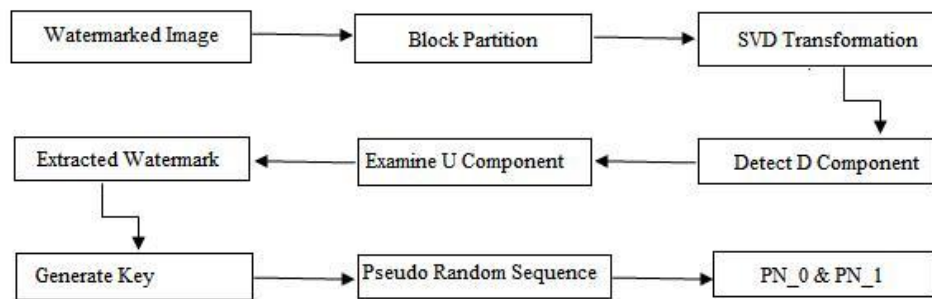 Watermarked Image
Block Partition
SVD Transformation
Detect D Component
Examine U Component
Extracted Watermark
Generate Key
Pseudo Random Sequence
PN_0 & PN_1